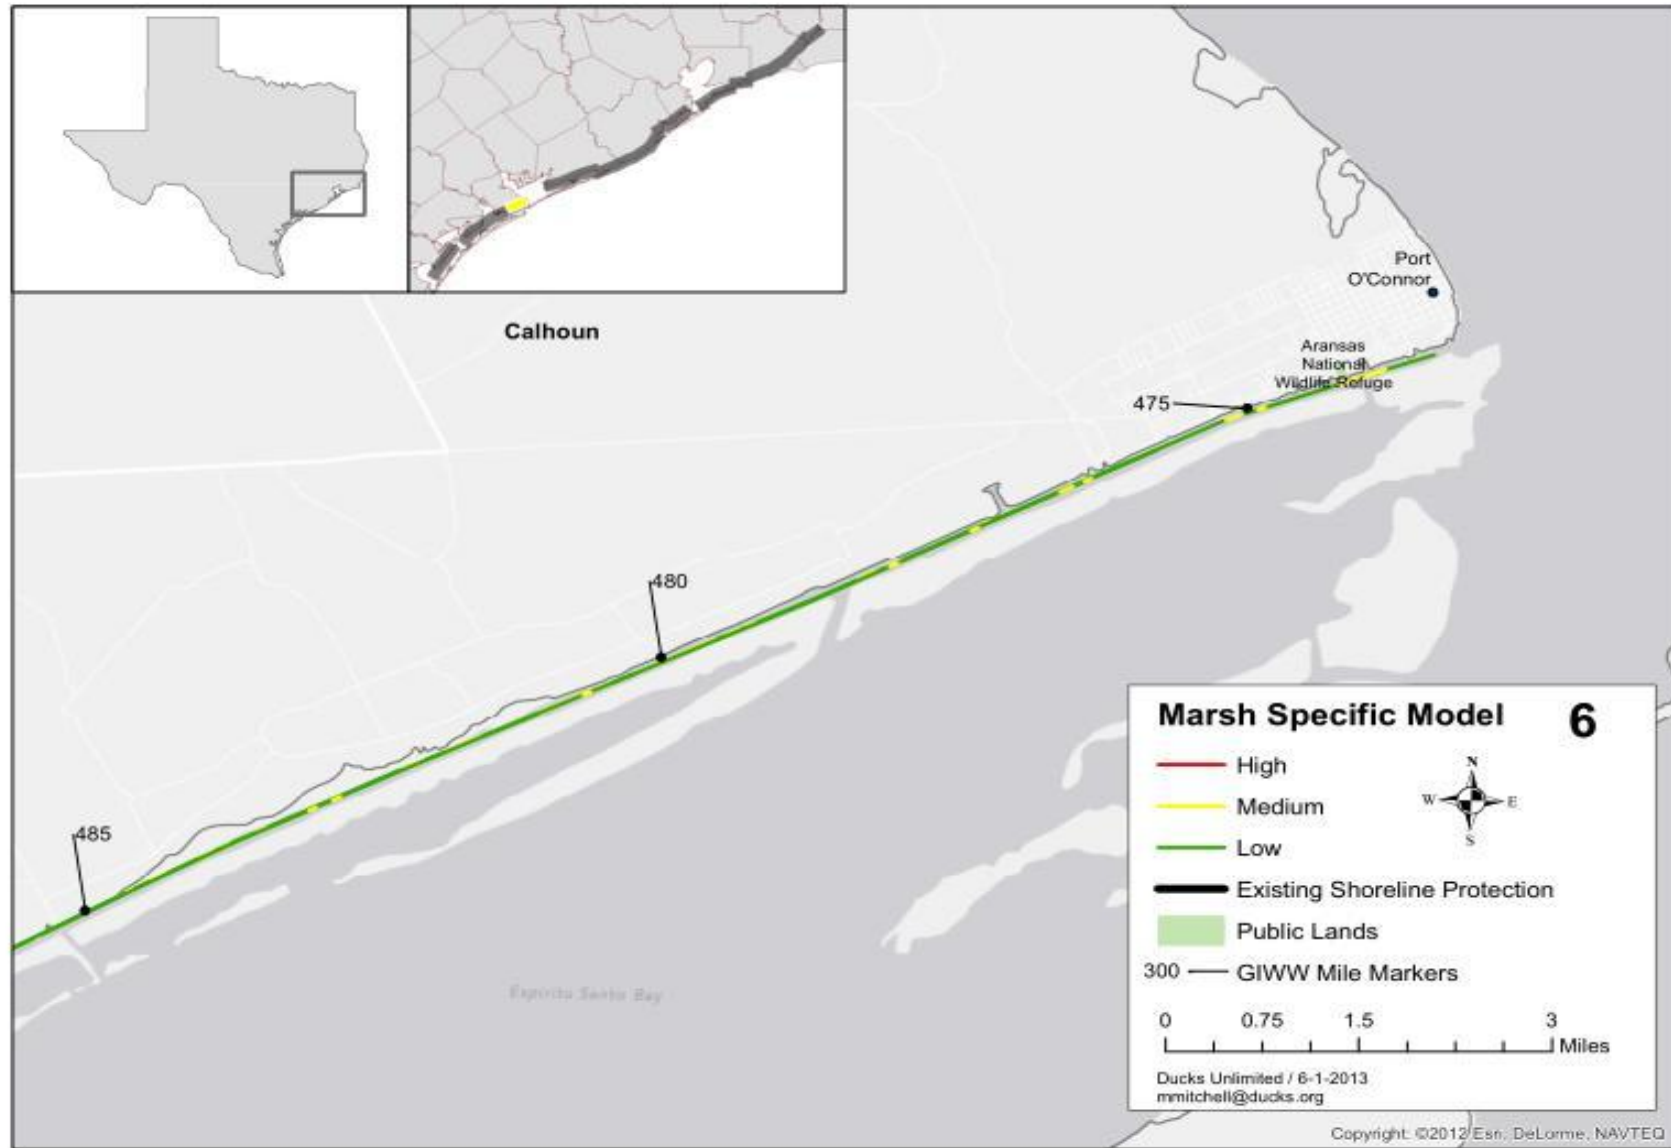 Calhoun
Port
O'Connor
Aransas
National
Wildlife Refuge
475
480
485
Espiritu Santo Bay
Marsh Specific Model 6
High
Medium
Low
Existing Shoreline Protection
Public Lands
300 GIWW Mile Markers
N
W E
S
0 0.75 1.5 3
Miles
Ducks Unlimited / 6-1-2013
mmitchell@ducks.org
Copyright: ©2012 Esri, DeLorme, NAVTEQ